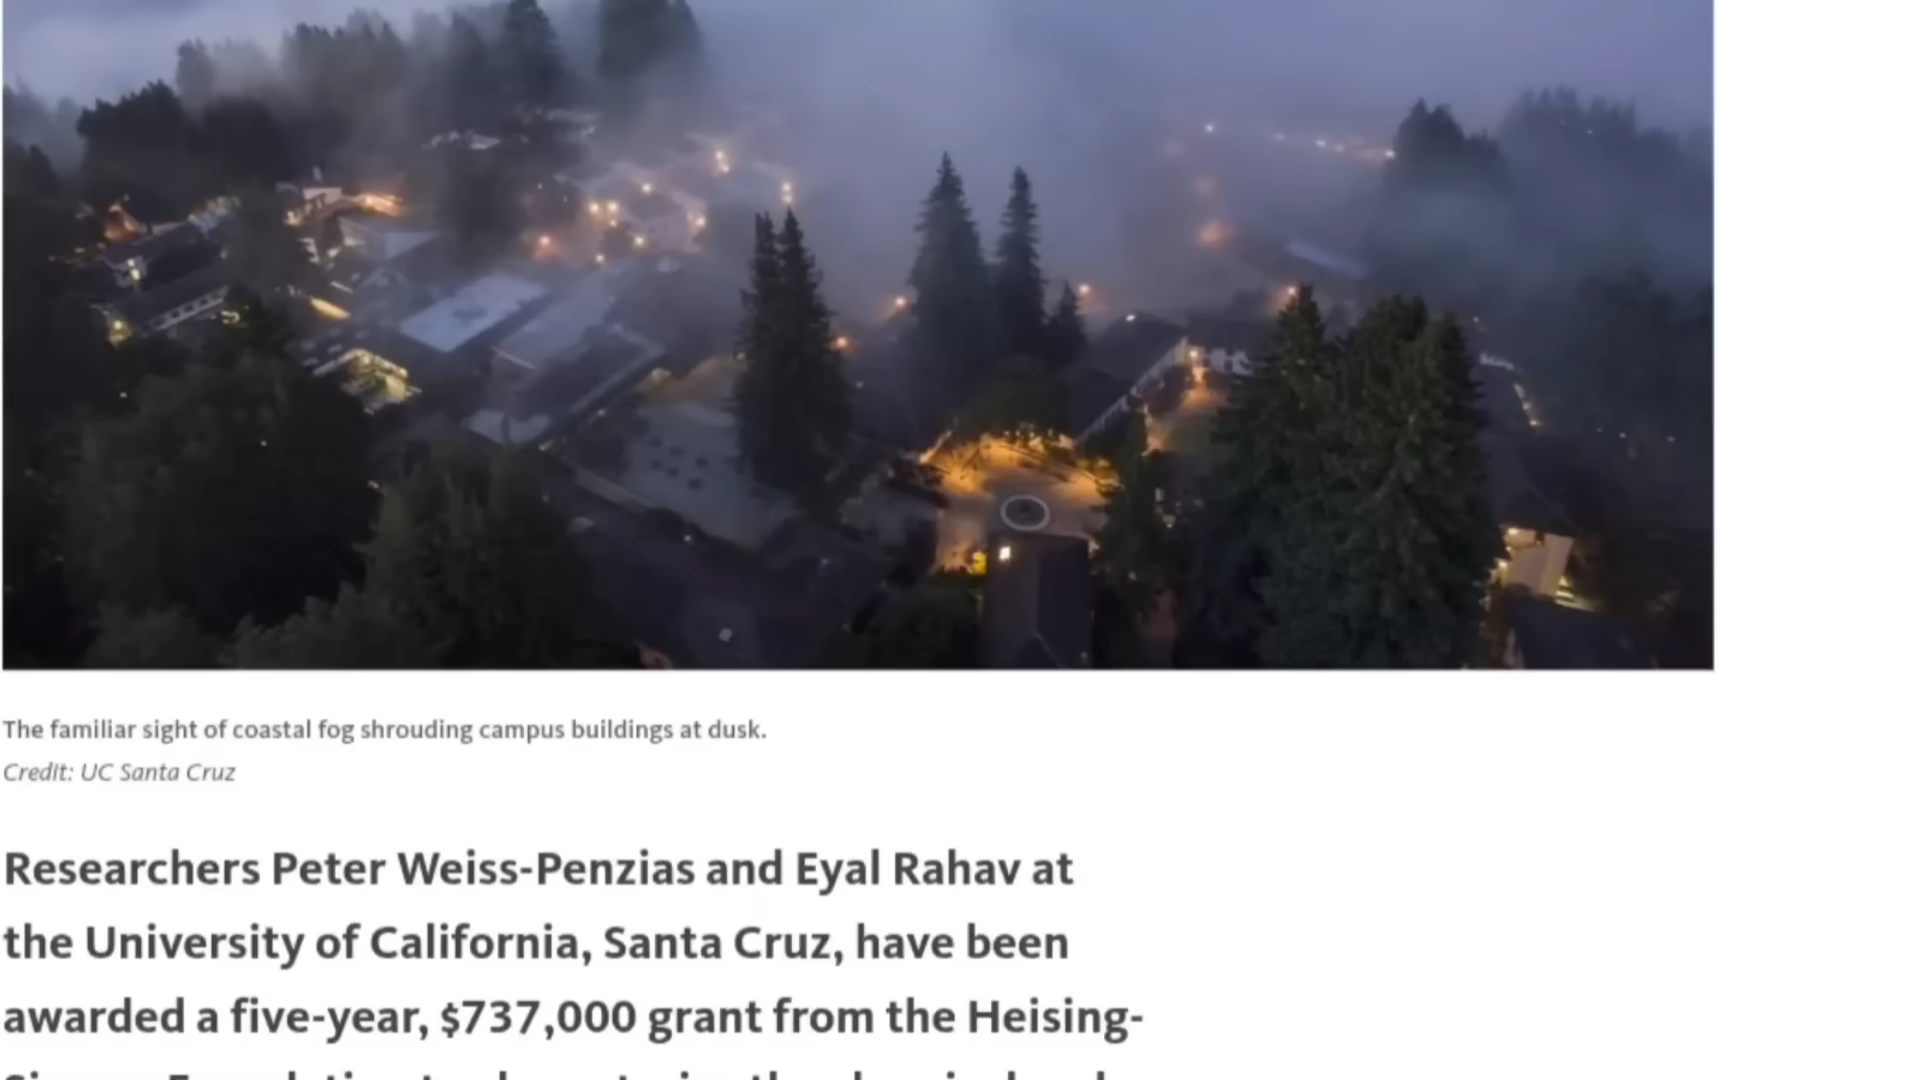 The familiar sight of coastal fog shrouding campus buildings at dusk.
Credit: UC Santa Cruz
Researchers Peter Weiss-Penzias and Eyal Rahav at
the University of California, Santa Cruz, have been
awarded a five-year, $737,000 grant from the Heising-